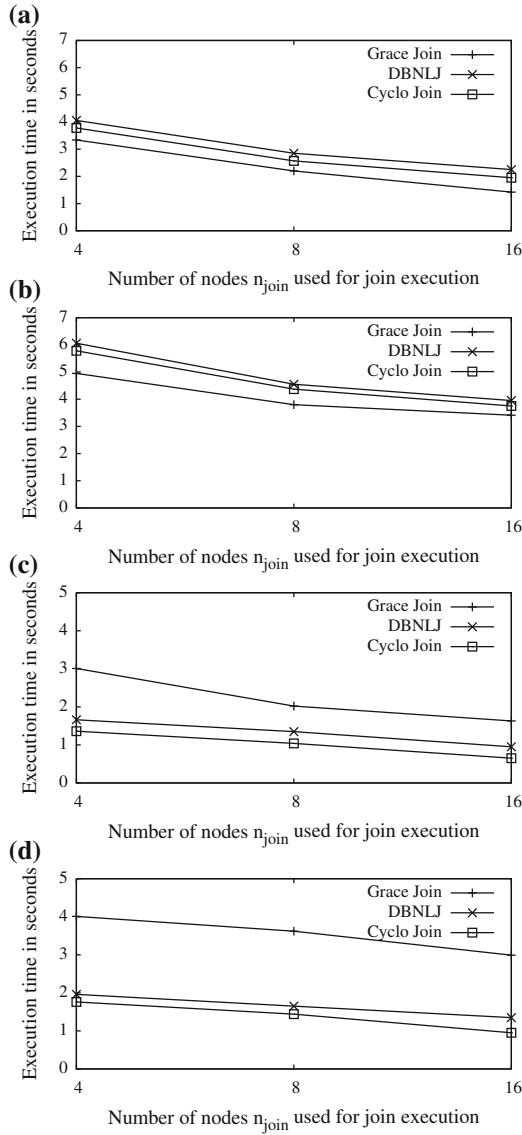 (a)
7
6
5
4
3
2
1
0
Execution time in seconds
Grace Join
DBNLJ
Cyclo Join
4 8 16
Number of nodes n_join used for join execution
(b)
7
6
5
4
3
2
1
0
Execution time in seconds
Grace Join
DBNLJ
Cyclo Join
4 8 16
Number of nodes n_join used for join execution
(c)
5
4
3
2
1
0
Execution time in seconds
Grace Join
DBNLJ
Cyclo Join
4 8 16
Number of nodes n_join used for join execution
(d)
5
4
3
2
1
0
Execution time in seconds
Grace Join
DBNLJ
Cyclo Join
4 8 16
Number of nodes n_join used for join execution